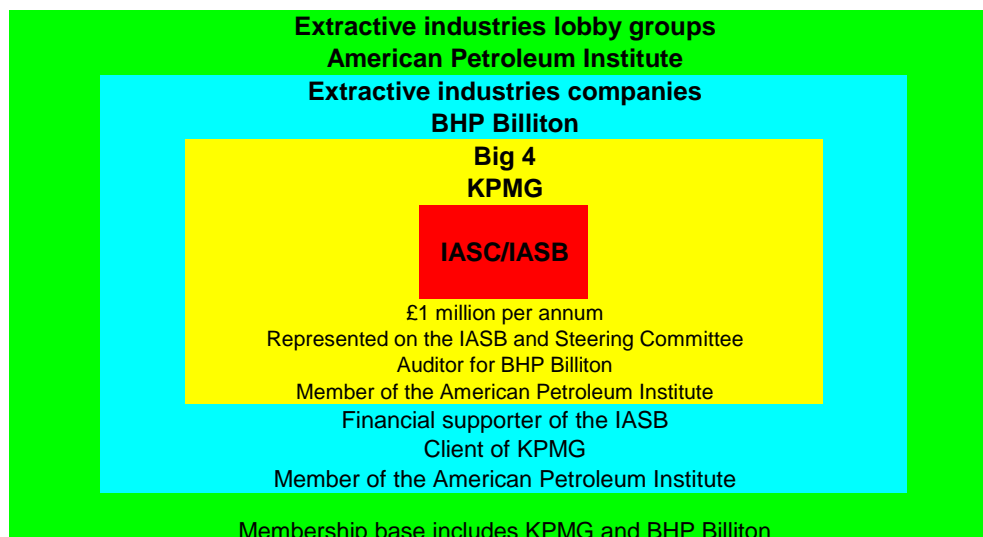 Extractive industries lobby groups
American Petroleum Institute
Extractive industries companies
BHP Billiton
Big 4
KPMG
IASC/IASB
£1 million per annum
Represented on the IASB and Steering Committee
Auditor for BHP Billiton
Member of the American Petroleum Institute
Financial supporter of the IASB
Client of KPMG
Member of the American Petroleum Institute
Membership base includes KPMG and BHP Billiton